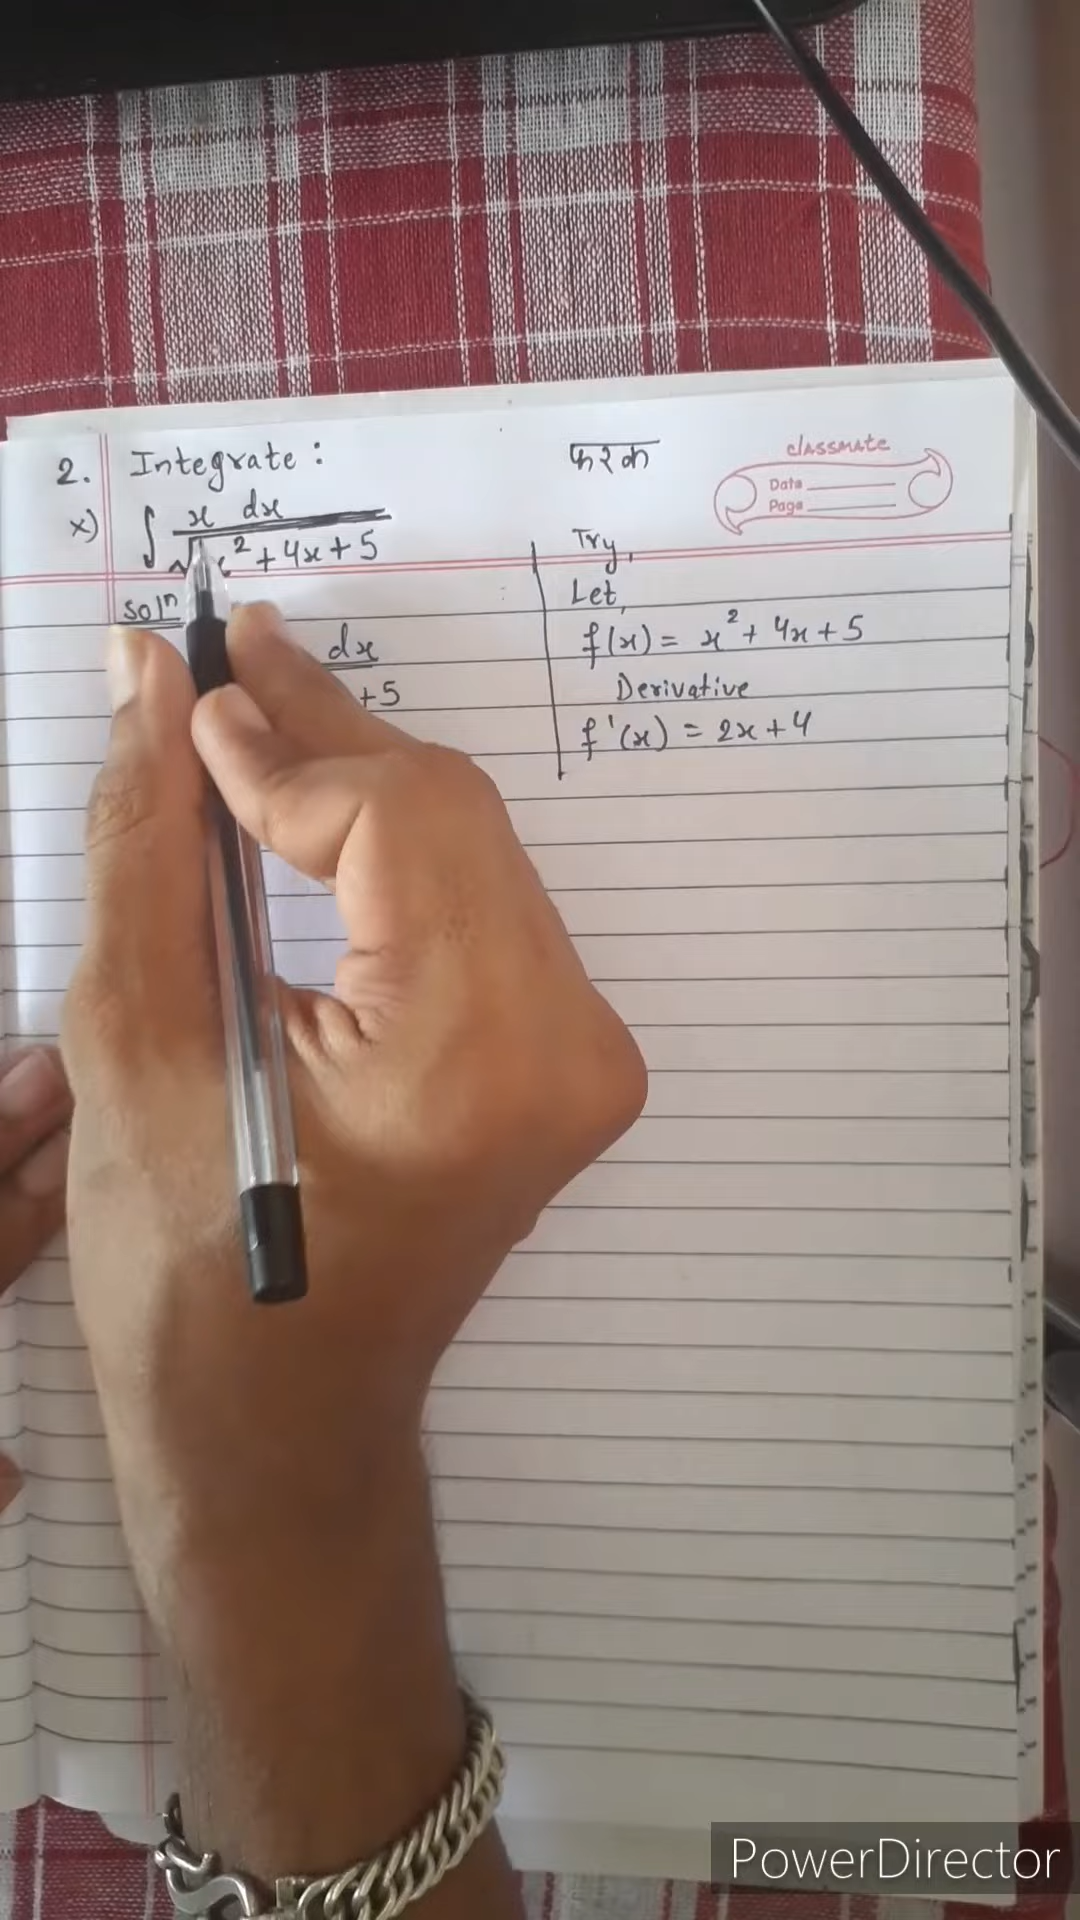 2. Integrate :
x) ∫ x dx
√x² + 4x + 5
Solⁿ
dx
+5
फरक
classmate
Date
Page
Try,
Let,
f(x) = x² + 4x + 5
Derivative
f'(x) = 2x + 4
PowerDirector